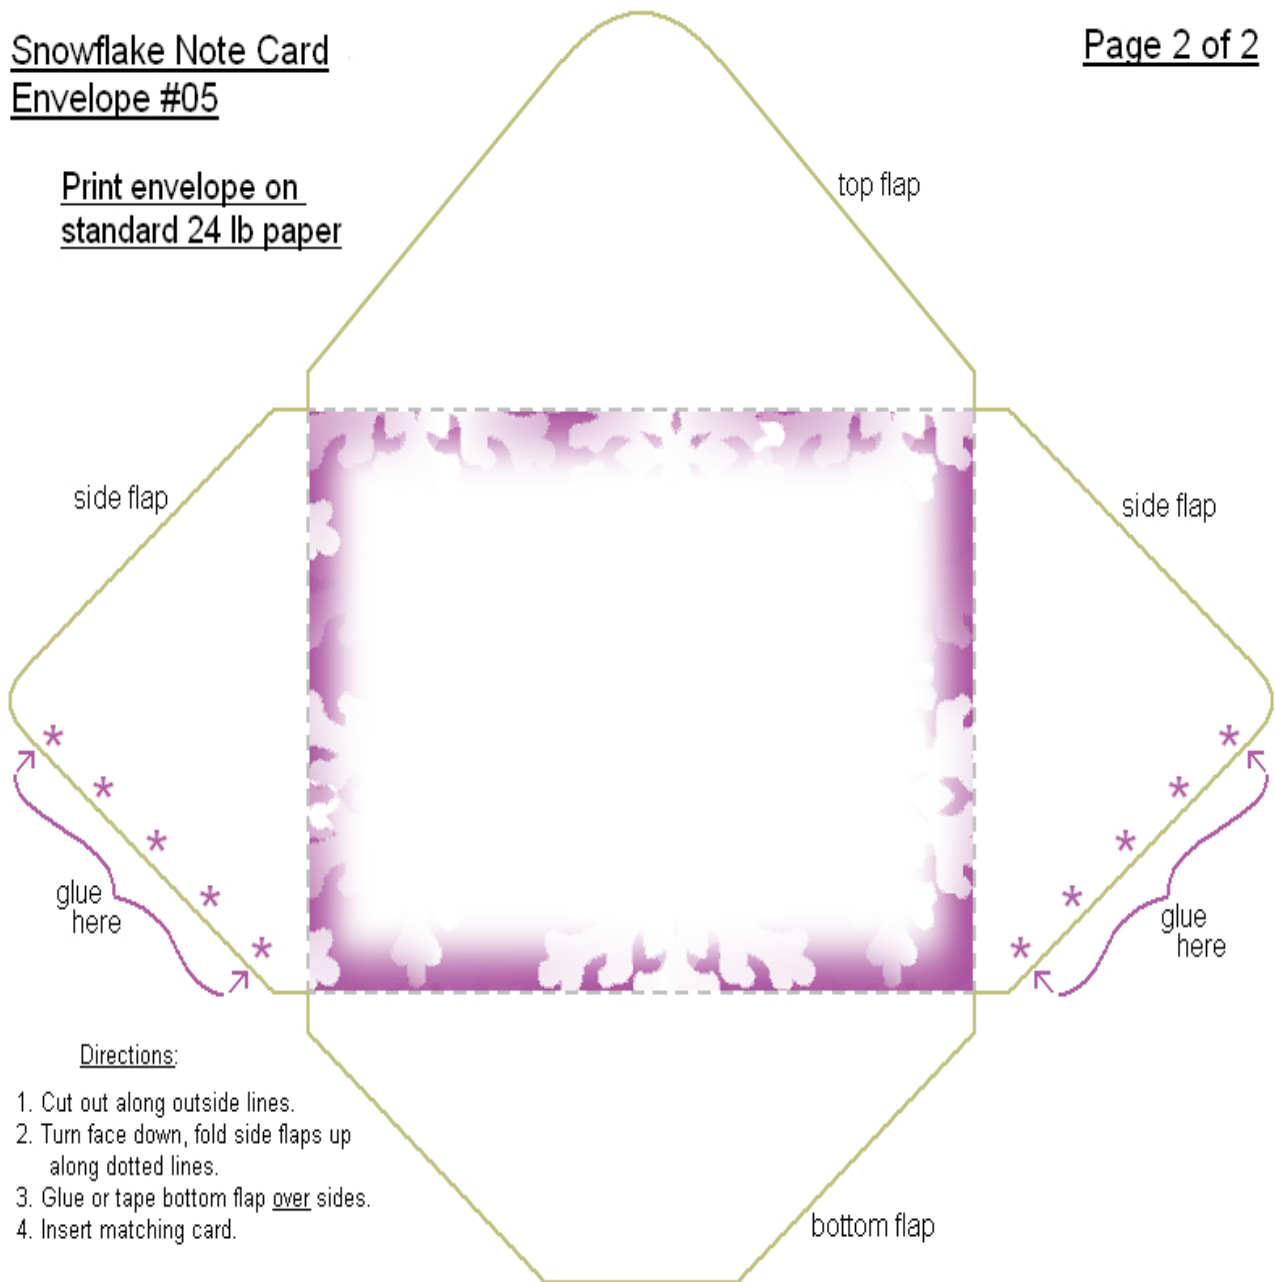 Snowflake Note Card
Envelope #05
Page 2 of 2
Print envelope on
standard 24 lb paper
top flap
side flap
side flap
glue
here
glue
here
Directions:
1. Cut out along outside lines.
2. Turn face down, fold side flaps up
along dotted lines.
3. Glue or tape bottom flap over sides.
4. Insert matching card.
bottom flap